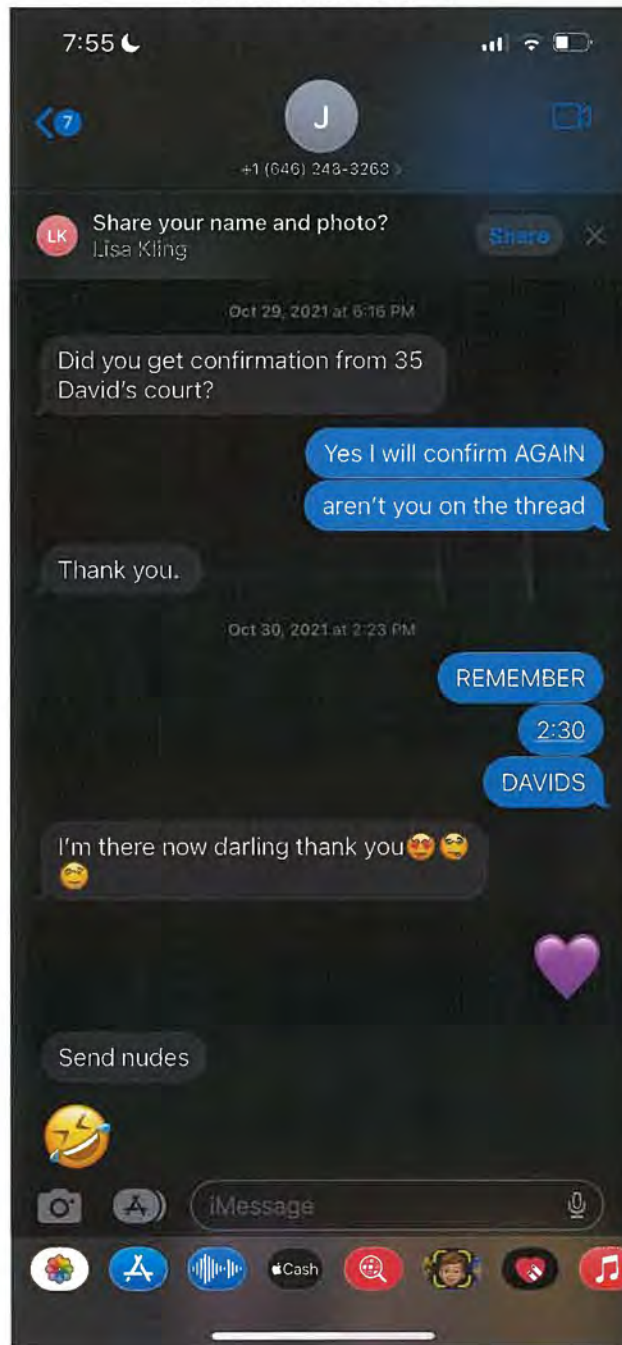 7:55
7
J
+1 (646) 248-3263 >
LK
Share your name and photo?
Lisa Kling
Share
Oct 29, 2021 at 6:16 PM
Did you get confirmation from 35
David's court?
Yes I will confirm AGAIN
aren't you on the thread
Thank you.
Oct 30, 2021 at 2:23 PM
REMEMBER
2:30
DAVIDS
I'm there now darling thank you😍🥰
🥰
💜
Send nudes
🤣
iMessage
Cash